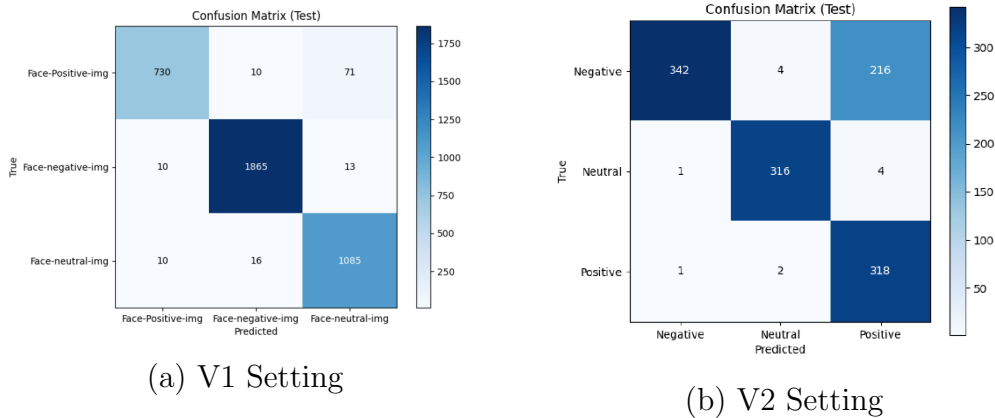 Confusion Matrix (Test)
Face-Positive-img
730 10 71
Face-negative-img
10 1865 13
Face-neutral-img
10 16 1085
True
Face-Positive-img Face-negative-img Face-neutral-img
Predicted
1750
1500
1250
1000
750
500
250
(a) V1 Setting
Confusion Matrix (Test)
Negative
342 4 216
Neutral
1 316 4
Positive
1 2 318
True
Negative Neutral Positive
Predicted
300
250
200
150
100
50
(b) V2 Setting